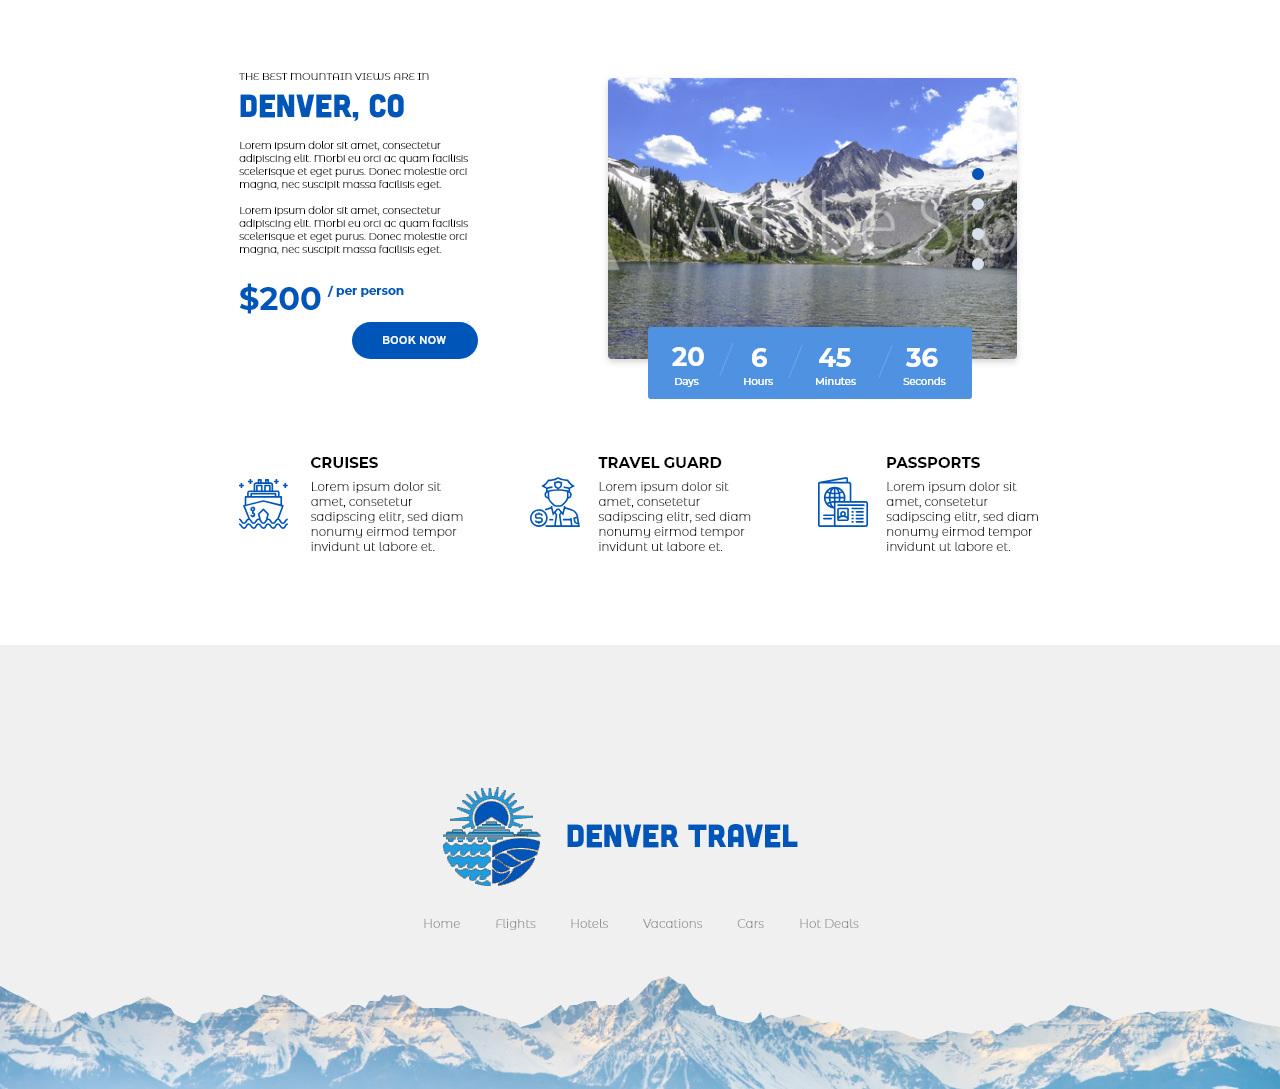 THE BEST MOUNTAIN VIEWS ARE IN
DENVER, CO
Lorem ipsum dolor sit amet, consectetur
adipiscing elit. Morbi eu orci ac quam facilisis
scelerisque et eget purus. Donec molestie orci
magna, nec suscipit massa facilisis eget.
Lorem ipsum dolor sit amet, consectetur
adipiscing elit. Morbi eu orci ac quam facilisis
scelerisque et eget purus. Donec molestie orci
magna, nec suscipit massa facilisis eget.
$200 / per person
BOOK NOW
Adobe Sto
20 / 6 / 45 / 36
Days Hours Minutes Seconds
CRUISES
Lorem ipsum dolor sit
amet, consetetur
sadipscing elitr, sed diam
nonumy eirmod tempor
invidunt ut labore et.
TRAVEL GUARD
Lorem ipsum dolor sit
amet, consetetur
sadipscing elitr, sed diam
nonumy eirmod tempor
invidunt ut labore et.
PASSPORTS
Lorem ipsum dolor sit
amet, consetetur
sadipscing elitr, sed diam
nonumy eirmod tempor
invidunt ut labore et.
DENVER TRAVEL
Home Flights Hotels Vacations Cars Hot Deals